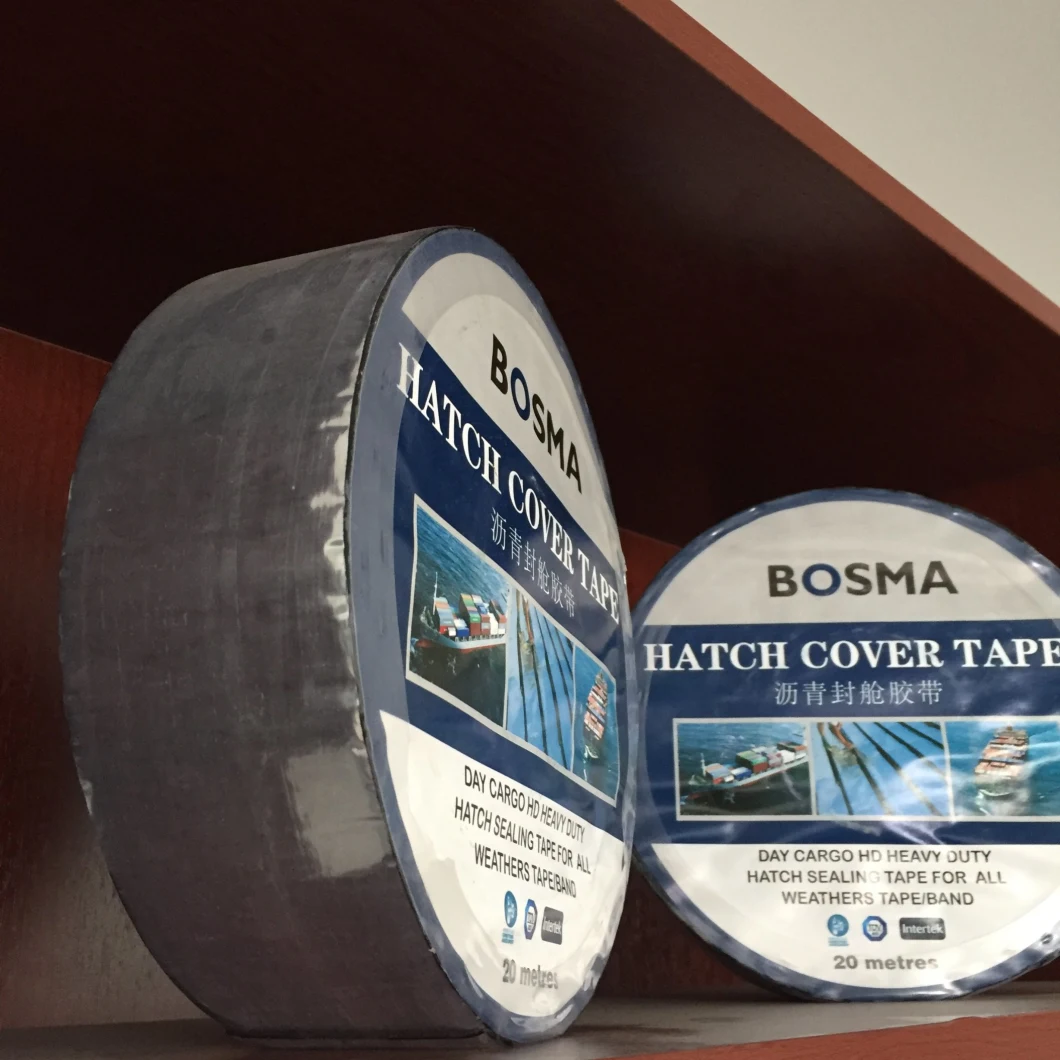 BOSMA
HATCH COVER TAPE
沥青封舱胶带
DAY CARGO HD HEAVY DUTY
HATCH SEALING TAPE FOR ALL
WEATHERS TAPE/BAND
Intertek
20 metres
BOSMA
HATCH COVER TAPE
沥青封舱胶带
DAY CARGO HD HEAVY DUTY
HATCH SEALING TAPE FOR ALL
WEATHERS TAPE/BAND
Intertek
20 metres